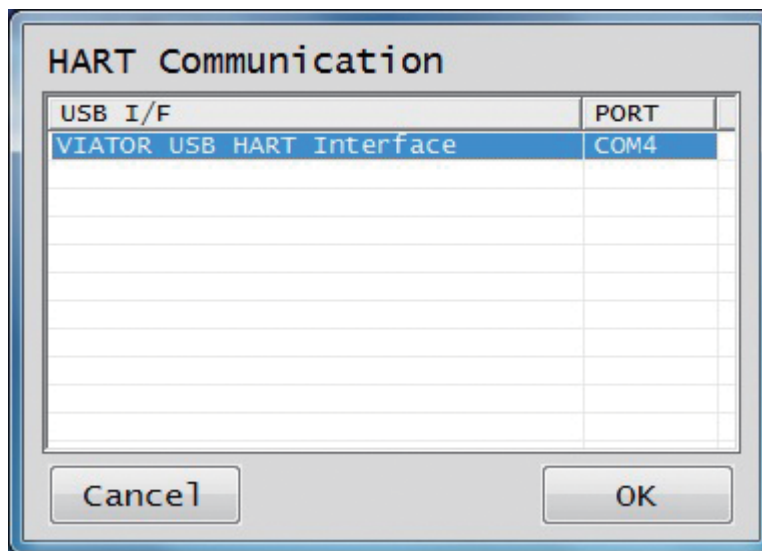 HART Communication
USB I/F PORT
VIATOR USB HART Interface COM4
Cancel OK